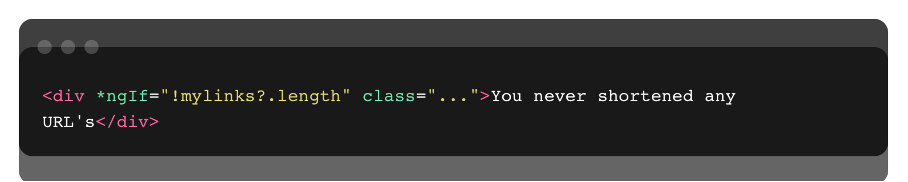 <div *ngIf="!mylinks?.length" class="...">You never shortened any
URL's</div>